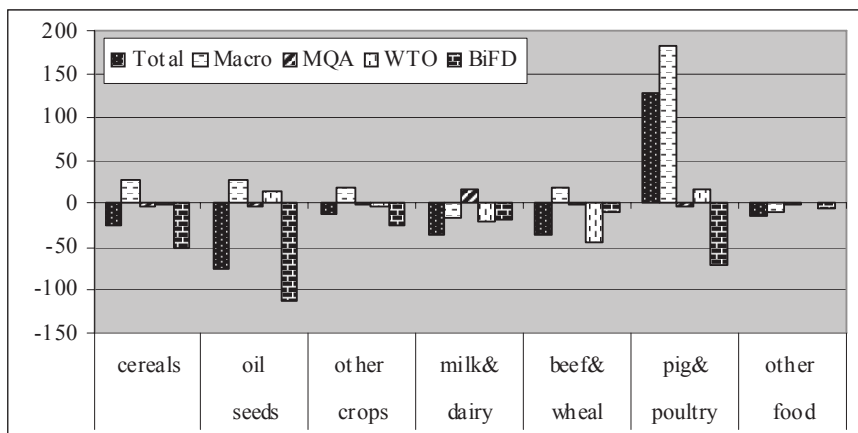 200
150
100
50
0
-50
-100
-150
Total Macro MQA WTO BiFD
cereals oil other milk& beef& pig& other
seeds crops dairy wheal poultry food